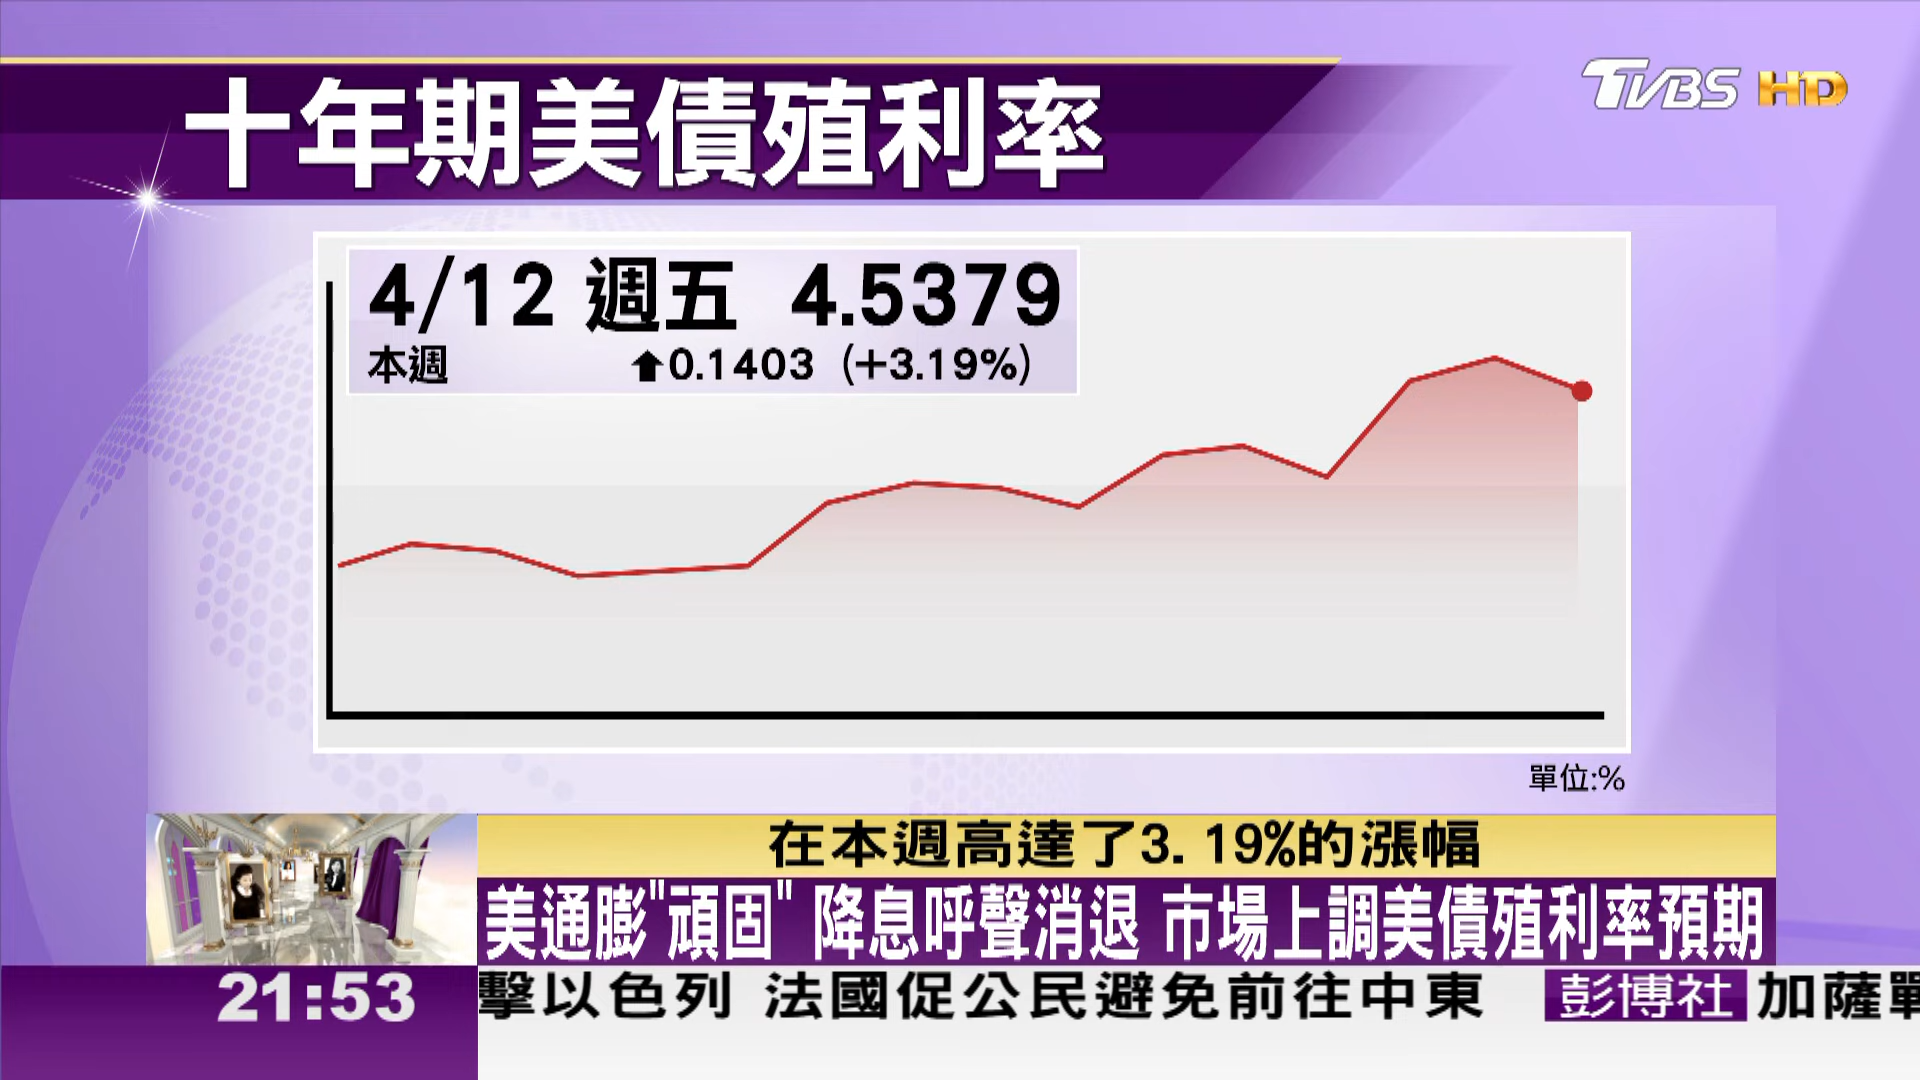 十年期美債殖利率
TVBS HD
4/12 週五 4.5379
本週 ⬆0.1403 (+3.19%)
單位:%
在本週高達了3.19%的漲幅
美通膨"頑固" 降息呼聲消退 市場上調美債殖利率預期
21:53
擊以色列 法國促公民避免前往中東 彭博社 加薩